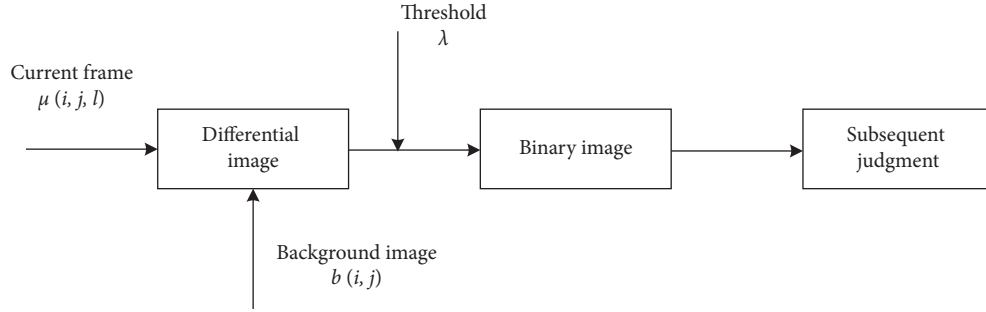 Threshold
λ
Current frame
μ (i, j, l)
Differential
image
Binary image
Subsequent
judgment
Background image
b (i, j)